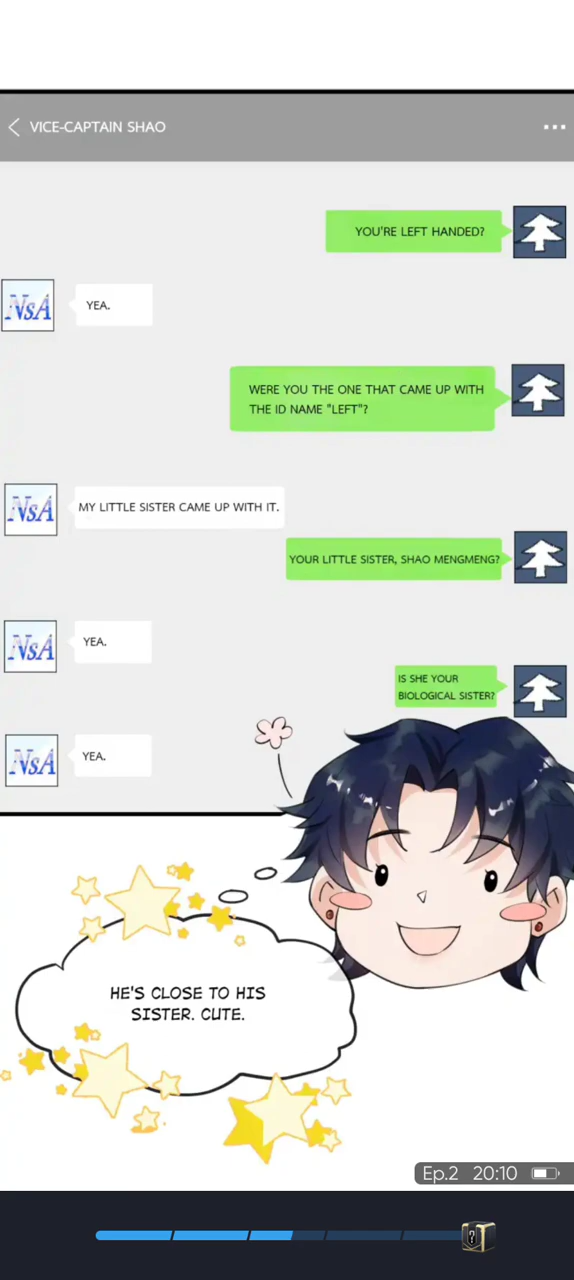 VICE-CAPTAIN SHAO
YOU'RE LEFT HANDED?
NsA
YEA.
WERE YOU THE ONE THAT CAME UP WITH
THE ID NAME "LEFT"?
NsA
MY LITTLE SISTER CAME UP WITH IT.
YOUR LITTLE SISTER, SHAO MENGMENG?
NsA
YEA.
IS SHE YOUR
BIOLOGICAL SISTER?
NsA
YEA.
HE'S CLOSE TO HIS
SISTER. CUTE.
Ep.2 20:10
?